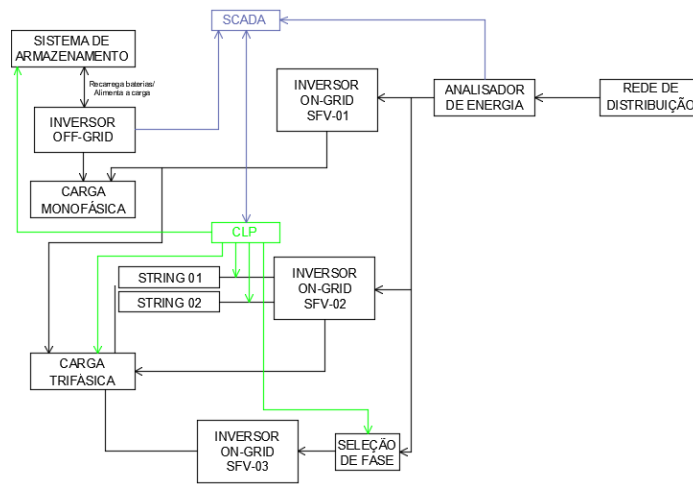 SCADA
SISTEMA DE
ARMAZENAMENTO
Recarrega baterias/
Alimenta a carga
INVERSOR
ON-GRID
SFV-01
ANALISADOR
DE ENERGIA
REDE DE
DISTRIBUIÇÃO
INVERSOR
OFF-GRID
CARGA
MONOFÁSICA
CLP
STRING 01
STRING 02
INVERSOR
ON-GRID
SFV-02
CARGA
TRIFÁSICA
INVERSOR
ON-GRID
SFV-03
SELEÇÃO
DE FASE